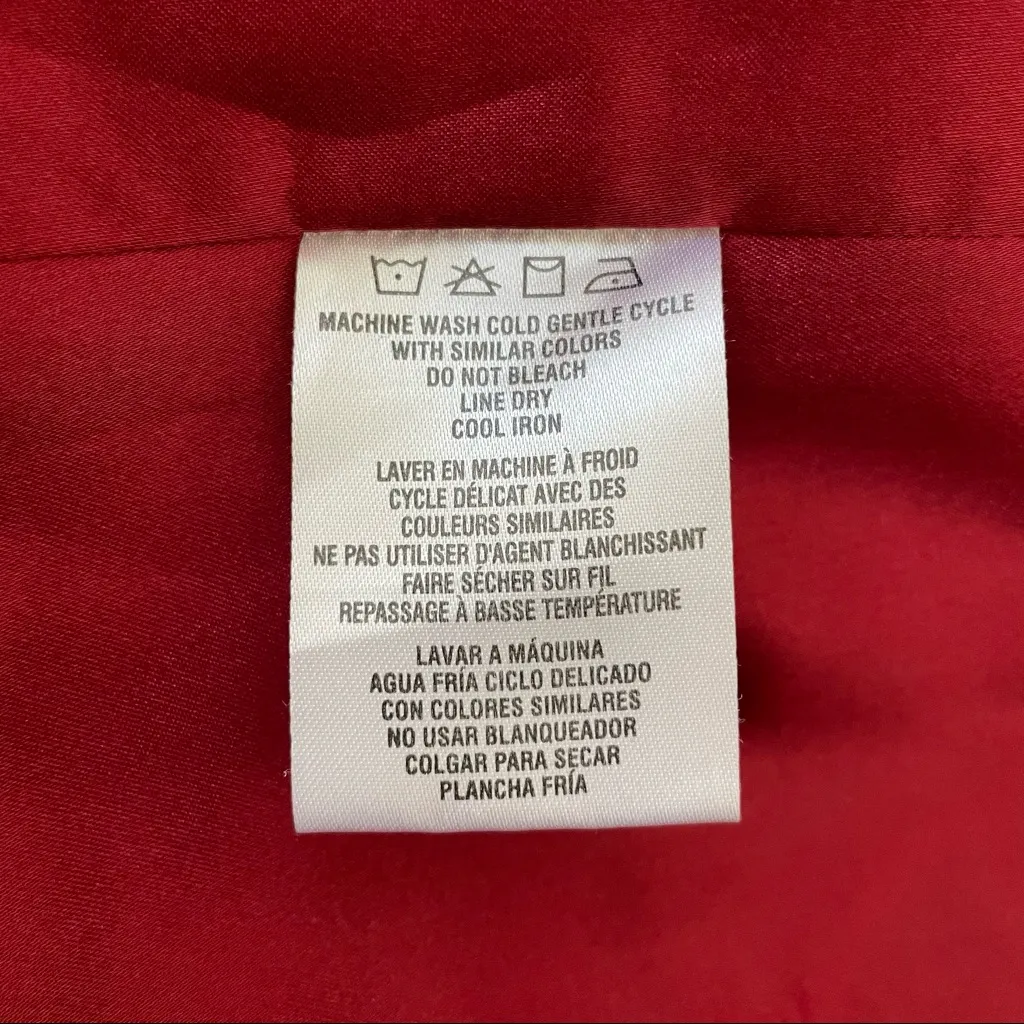 MACHINE WASH COLD GENTLE CYCLE
WITH SIMILAR COLORS
DO NOT BLEACH
LINE DRY
COOL IRON
LAVER EN MACHINE À FROID
CYCLE DÉLICAT AVEC DES
COULEURS SIMILAIRES
NE PAS UTILISER D'AGENT BLANCHISSANT
FAIRE SÉCHER SUR FIL
REPASSAGE À BASSE TEMPÉRATURE
LAVAR A MÁQUINA
AGUA FRÍA CICLO DELICADO
CON COLORES SIMILARES
NO USAR BLANQUEADOR
COLGAR PARA SECAR
PLANCHA FRÍA